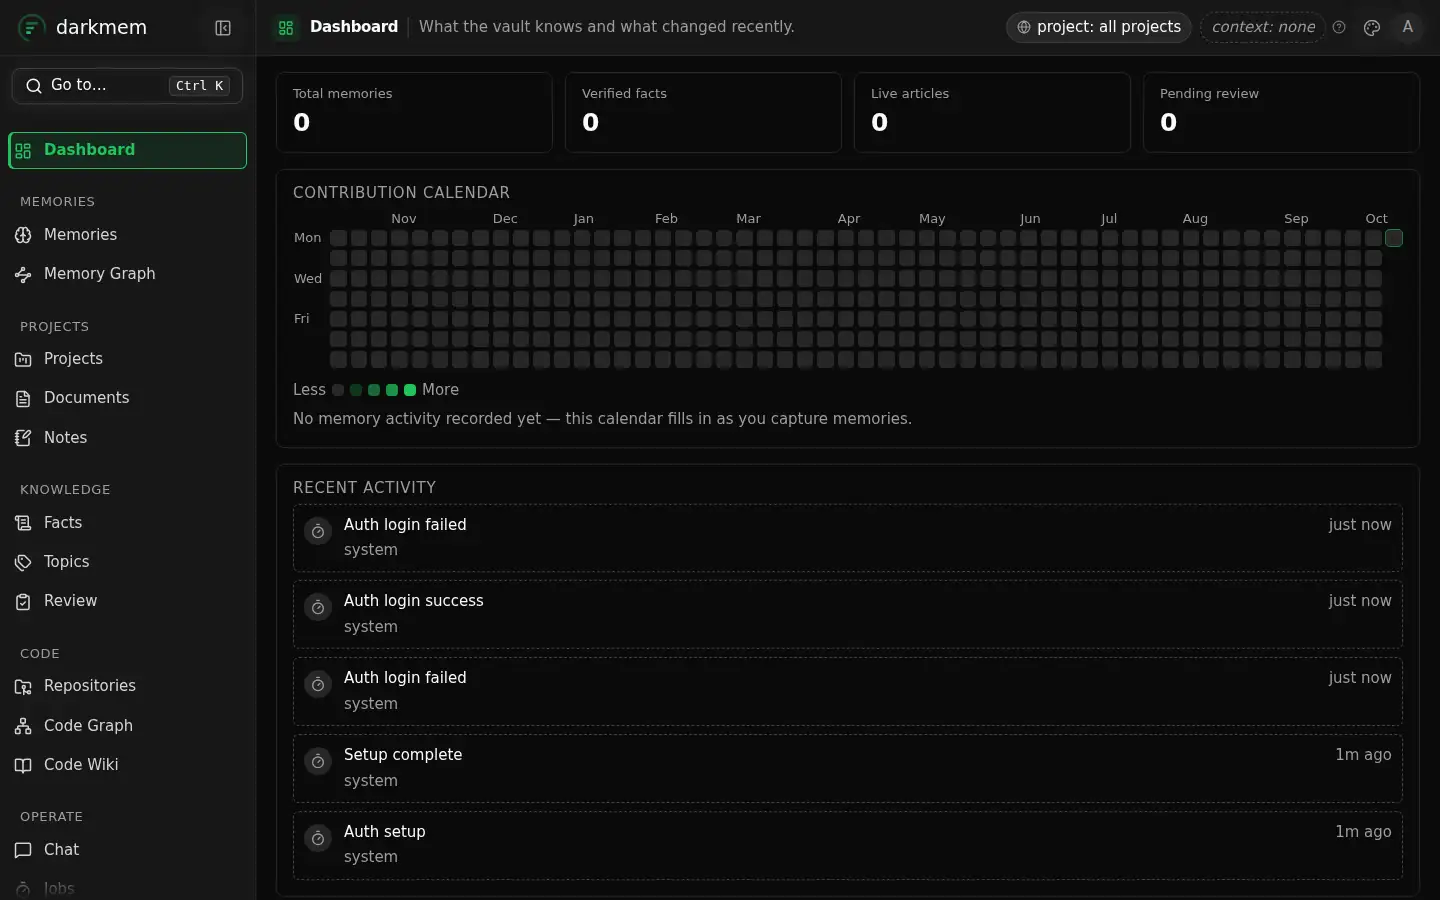 darkmem
Go to...
Ctrl K
Dashboard
MEMORIES
Memories
Memory Graph
PROJECTS
Projects
Documents
Notes
KNOWLEDGE
Facts
Topics
Review
CODE
Repositories
Code Graph
Code Wiki
OPERATE
Chat
Jobs
Dashboard
What the vault knows and what changed recently.
project: all projects
context: none
A
Total memories
0
Verified facts
0
Live articles
0
Pending review
0
CONTRIBUTION CALENDAR
Nov Dec Jan Feb Mar Apr May Jun Jul Aug Sep Oct
Mon
Wed
Fri
Less More
No memory activity recorded yet — this calendar fills in as you capture memories.
RECENT ACTIVITY
Auth login failed just now
system
Auth login success just now
system
Auth login failed just now
system
Setup complete 1m ago
system
Auth setup 1m ago
system